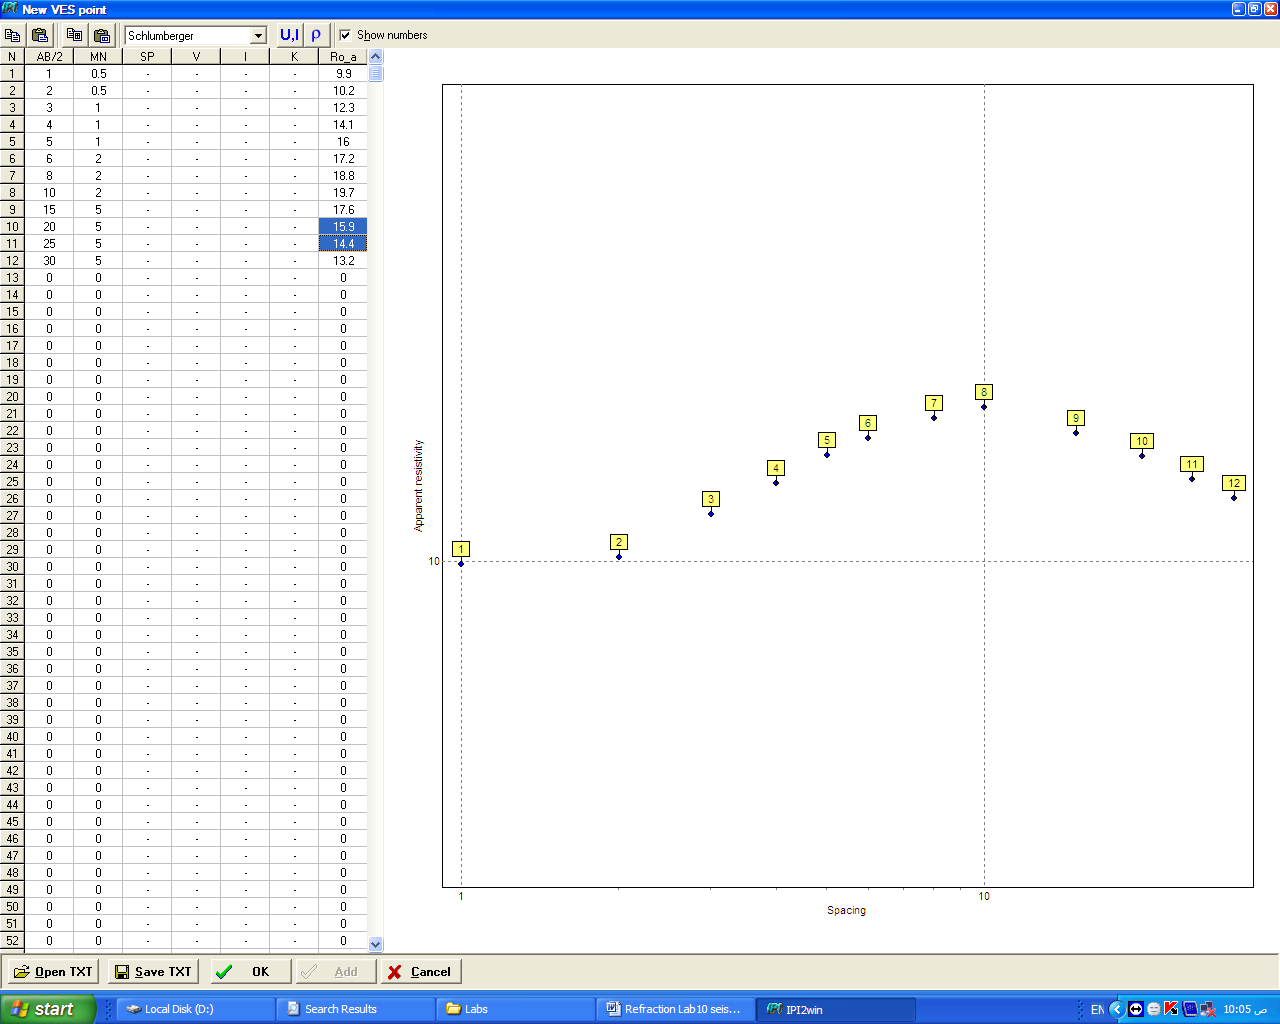 New VES point
Schlumberger U,I ρ Show numbers
N AB/2 MN SP V I K Ro_a
1 1 0.5 - - - - 9.9
2 2 0.5 - - - - 10.2
3 3 1 - - - - 12.3
4 4 1 - - - - 14.1
5 5 1 - - - - 16
6 6 2 - - - - 17.2
7 8 2 - - - - 18.8
8 10 2 - - - - 19.7
9 15 5 - - - - 17.6
10 20 5 - - - - 15.9
11 25 5 - - - - 14.4
12 30 5 - - - - 13.2
13 0 0 - - - - 0
14 0 0 - - - - 0
15 0 0 - - - - 0
16 0 0 - - - - 0
17 0 0 - - - - 0
18 0 0 - - - - 0
19 0 0 - - - - 0
20 0 0 - - - - 0
21 0 0 - - - - 0
22 0 0 - - - - 0
23 0 0 - - - - 0
24 0 0 - - - - 0
25 0 0 - - - - 0
26 0 0 - - - - 0
27 0 0 - - - - 0
28 0 0 - - - - 0
29 0 0 - - - - 0
30 0 0 - - - - 0
31 0 0 - - - - 0
32 0 0 - - - - 0
33 0 0 - - - - 0
34 0 0 - - - - 0
35 0 0 - - - - 0
36 0 0 - - - - 0
37 0 0 - - - - 0
38 0 0 - - - - 0
39 0 0 - - - - 0
40 0 0 - - - - 0
41 0 0 - - - - 0
42 0 0 - - - - 0
43 0 0 - - - - 0
44 0 0 - - - - 0
45 0 0 - - - - 0
46 0 0 - - - - 0
47 0 0 - - - - 0
48 0 0 - - - - 0
49 0 0 - - - - 0
50 0 0 - - - - 0
51 0 0 - - - - 0
52 0 0 - - - - 0
Apparent resistivity
10
1 2 3 4 5 6 7 8 9 10 11 12
1 10
Spacing
Open TXT Save TXT OK Add Cancel
start Local Disk (D:) Search Results Labs Refraction Lab10 seis... IPI2win EN 10:05 ص